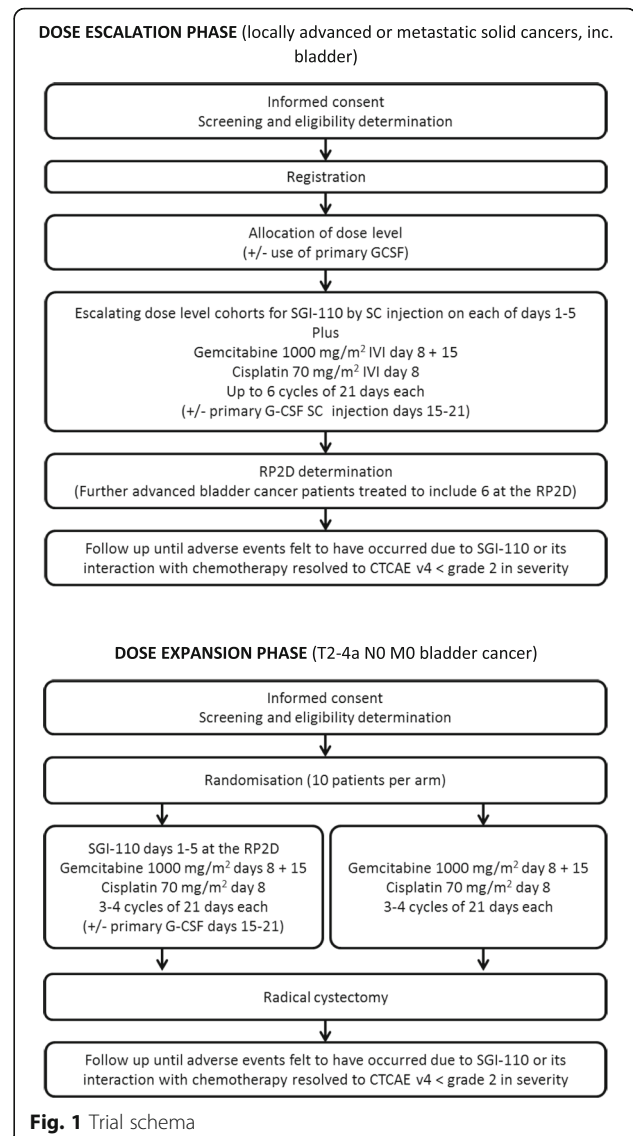 DOSE ESCALATION PHASE (locally advanced or metastatic solid cancers, inc.
bladder)
Informed consent
Screening and eligibility determination
Registration
Allocation of dose level
(+/- use of primary GCSF)
Escalating dose level cohorts for SGI-110 by SC injection on each of days 1-5
Plus
Gemcitabine 1000 mg/m² IVI day 8 + 15
Cisplatin 70 mg/m² IVI day 8
Up to 6 cycles of 21 days each
(+/- primary G-CSF SC injection days 15-21)
RP2D determination
(Further advanced bladder cancer patients treated to include 6 at the RP2D)
Follow up until adverse events felt to have occurred due to SGI-110 or its
interaction with chemotherapy resolved to CTCAE v4 < grade 2 in severity
DOSE EXPANSION PHASE (T2-4a N0 M0 bladder cancer)
Informed consent
Screening and eligibility determination
Randomisation (10 patients per arm)
SGI-110 days 1-5 at the RP2D
Gemcitabine 1000 mg/m² days 8 + 15
Cisplatin 70 mg/m² day 8
3-4 cycles of 21 days each
(+/- primary G-CSF days 15-21)
Gemcitabine 1000 mg/m² day 8 + 15
Cisplatin 70 mg/m² day 8
3-4 cycles of 21 days each
Radical cystectomy
Follow up until adverse events felt to have occurred due to SGI-110 or its
interaction with chemotherapy resolved to CTCAE v4 < grade 2 in severity
Fig. 1 Trial schema